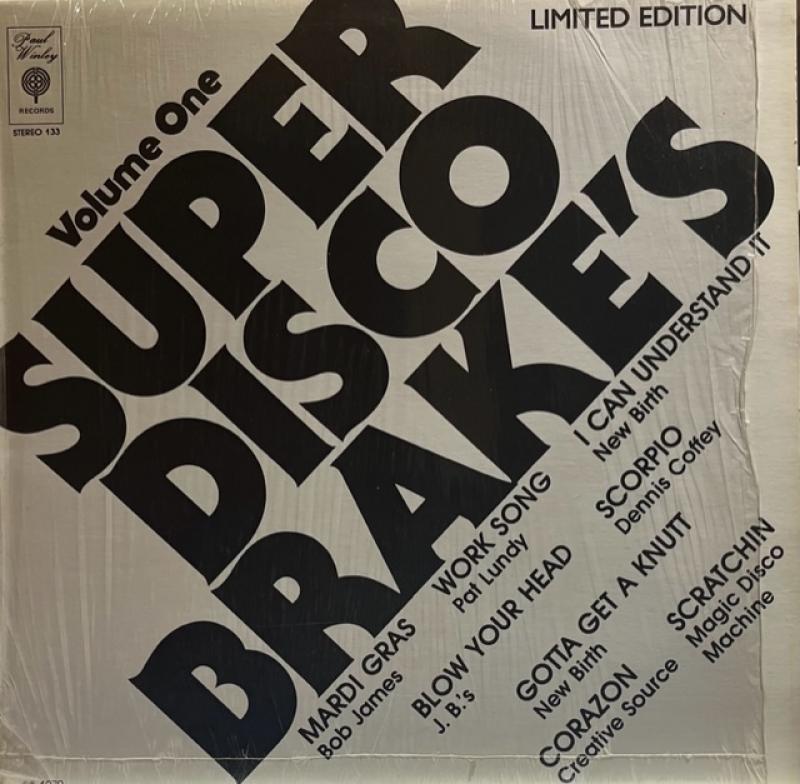 LIMITED EDITION
Paul
Winley
RECORDS
STEREO 133
Volume One
SUPER
DISCO
BRAKE'S
I CAN UNDERSTAND IT
New Birth
SCORPIO
Dennis Coffey
WORK SONG
Pat Lundy
MARDI GRAS
Bob James
BLOW YOUR HEAD
J. B.'s
GOTTA GET A KNUTT
New Birth
SCRATCHIN
Magic Disco
Machine
CORAZON
Creative Source